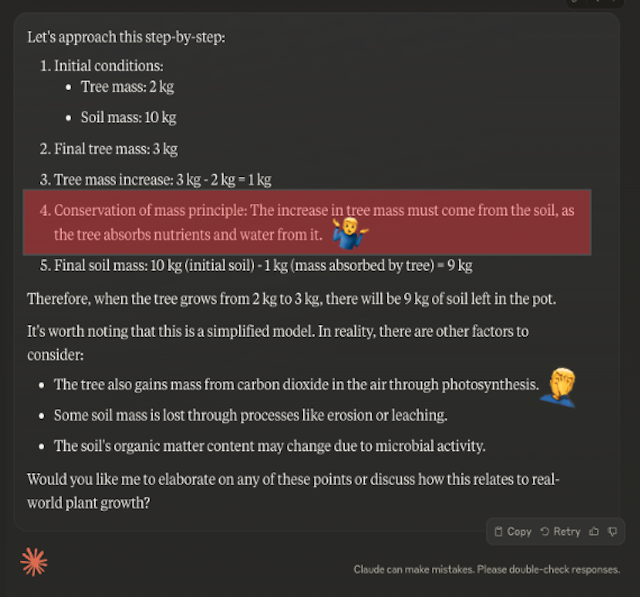 Let's approach this step-by-step:
1. Initial conditions:
• Tree mass: 2 kg
• Soil mass: 10 kg
2. Final tree mass: 3 kg
3. Tree mass increase: 3 kg - 2 kg = 1 kg
4. Conservation of mass principle: The increase in tree mass must come from the soil, as
the tree absorbs nutrients and water from it.
5. Final soil mass: 10 kg (initial soil) - 1 kg (mass absorbed by tree) = 9 kg
Therefore, when the tree grows from 2 kg to 3 kg, there will be 9 kg of soil left in the pot.
It's worth noting that this is a simplified model. In reality, there are other factors to
consider:
• The tree also gains mass from carbon dioxide in the air through photosynthesis.
• Some soil mass is lost through processes like erosion or leaching.
• The soil's organic matter content may change due to microbial activity.
Would you like me to elaborate on any of these points or discuss how this relates to real-
world plant growth?
Copy Retry
Claude can make mistakes. Please double-check responses.